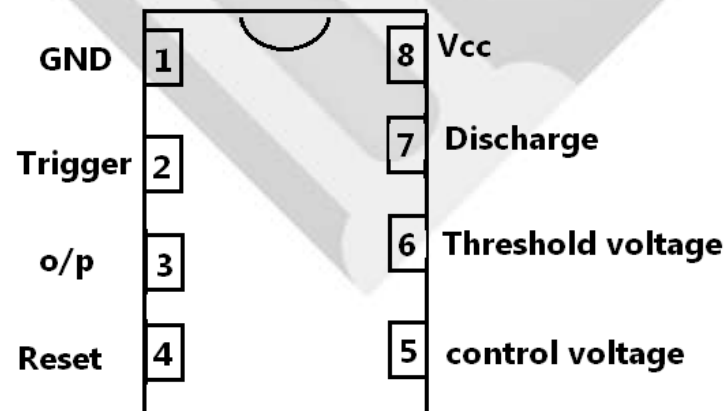 GND 1 8 Vcc
Trigger 2 7 Discharge
o/p 3 6 Threshold voltage
Reset 4 5 control voltage